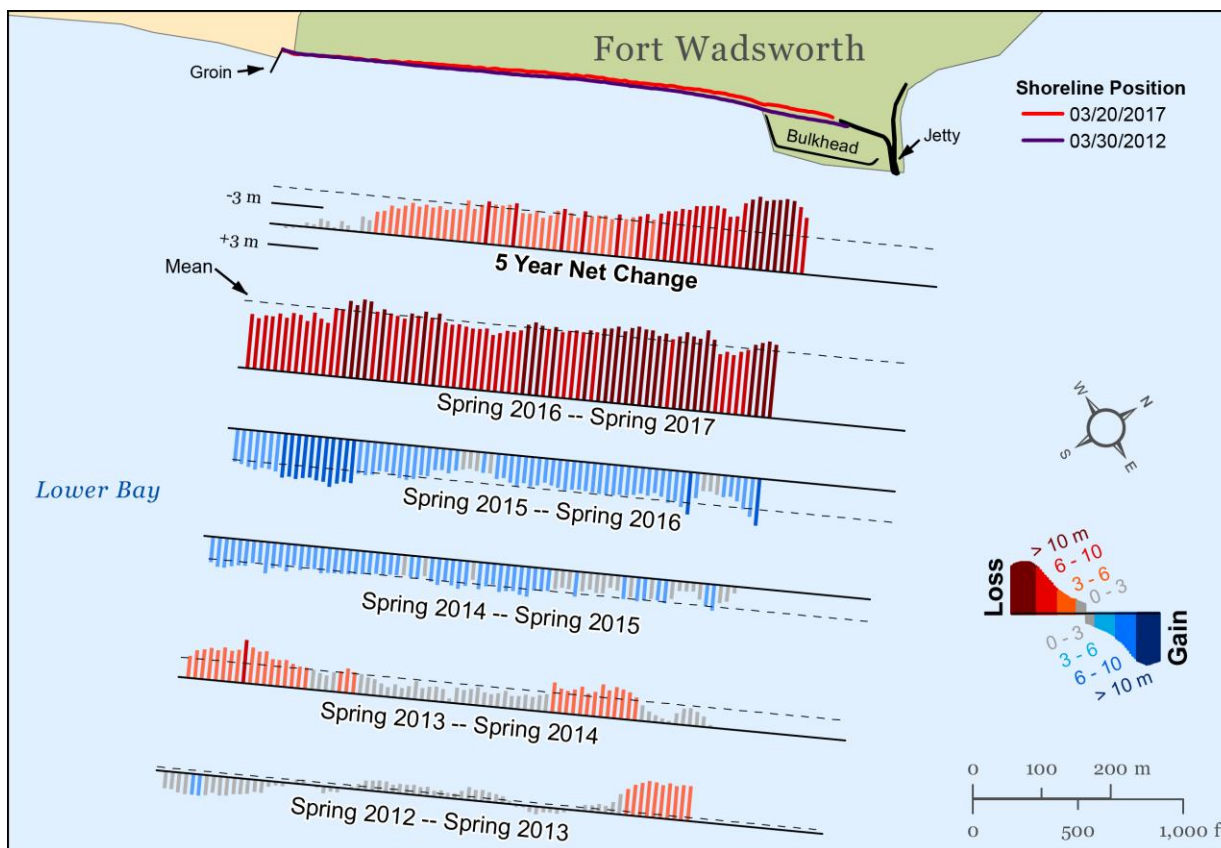 Fort Wadsworth
Groin
Bulkhead
Jetty
Shoreline Position
03/20/2017
03/30/2012
-3 m
+3 m
5 Year Net Change
Mean
Spring 2016 -- Spring 2017
Lower Bay
Spring 2015 -- Spring 2016
Spring 2014 -- Spring 2015
Spring 2013 -- Spring 2014
Spring 2012 -- Spring 2013
W
N
S
E
Loss
> 10 m
6 - 10
3 - 6
0 - 3
0 - 3
3 - 6
6 - 10
> 10 m
Gain
0 100 200 m
0 500 1,000 f